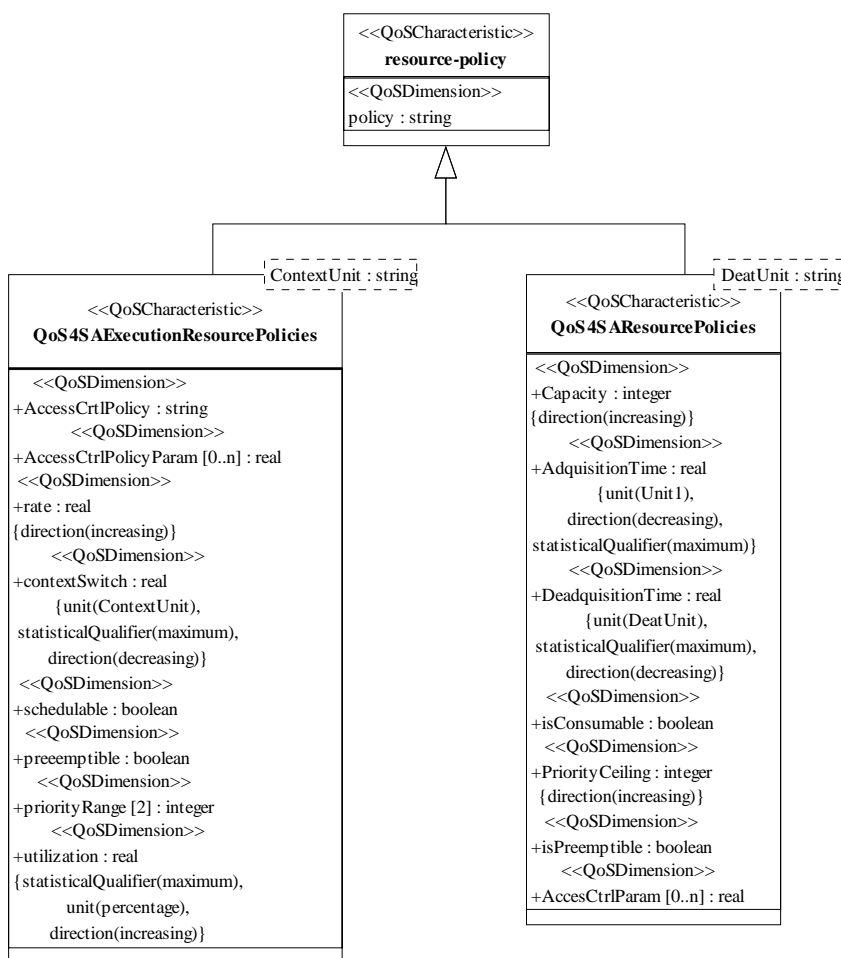 <<QoSCharacteristic>>
resource-policy
<<QoSDimension>>
policy : string
ContextUnit : string
<<QoSCharacteristic>>
QoS4SAExecutionResourcePolicies
<<QoSDimension>>
+AccessCrtlPolicy : string
<<QoSDimension>>
+AccessCtrlPolicyParam [0..n] : real
<<QoSDimension>>
+rate : real
{direction(increasing)}
<<QoSDimension>>
+contextSwitch : real
{unit(ContextUnit),
statisticalQualifier(maximum),
direction(decreasing)}
<<QoSDimension>>
+schedulable : boolean
<<QoSDimension>>
+preeemptible : boolean
<<QoSDimension>>
+priorityRange [2] : integer
<<QoSDimension>>
+utilization : real
{statisticalQualifier(maximum),
unit(percentage),
direction(increasing)}
DeatUnit : string
<<QoSCharacteristic>>
QoS4SAResourcePolicies
<<QoSDimension>>
+Capacity : integer
{direction(increasing)}
<<QoSDimension>>
+AdquisitionTime : real
{unit(Unit1),
direction(decreasing),
statisticalQualifier(maximum)}
<<QoSDimension>>
+DeadquisitionTime : real
{unit(DeatUnit),
statisticalQualifier(maximum),
direction(decreasing)}
<<QoSDimension>>
+isConsumable : boolean
<<QoSDimension>>
+PriorityCeiling : integer
{direction(increasing)}
<<QoSDimension>>
+isPreemptible : boolean
<<QoSDimension>>
+AccesCtrlParam [0..n] : real